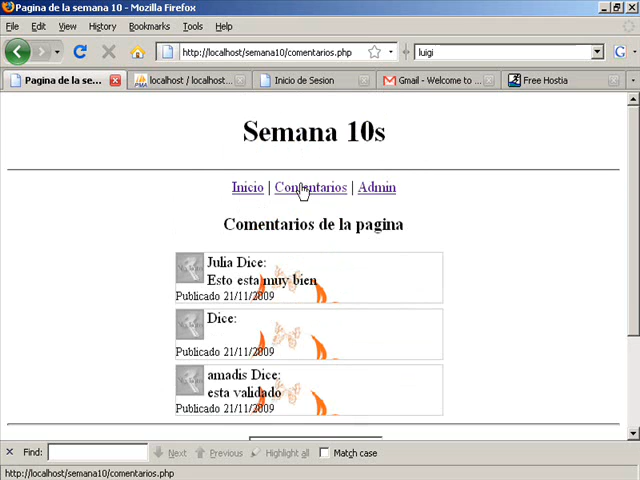 Pagina de la semana 10 - Mozilla Firefox
File Edit View History Bookmarks Tools Help
http://localhost/semana10/comentarios.php
luigi
G
Pagina de la se...
localhost / localhost...
Inicio de Sesion
Gmail - Welcome to ...
Free Hostia
Semana 10s
Inicio | Comentarios | Admin
Comentarios de la pagina
Julia Dice:
Esto esta muy bien
Publicado 21/11/2009
Dice:
Publicado 21/11/2009
amadis Dice:
esta validado
Publicado 21/11/2009
Find: Next Previous Highlight all Match case
http://localhost/semana10/comentarios.php